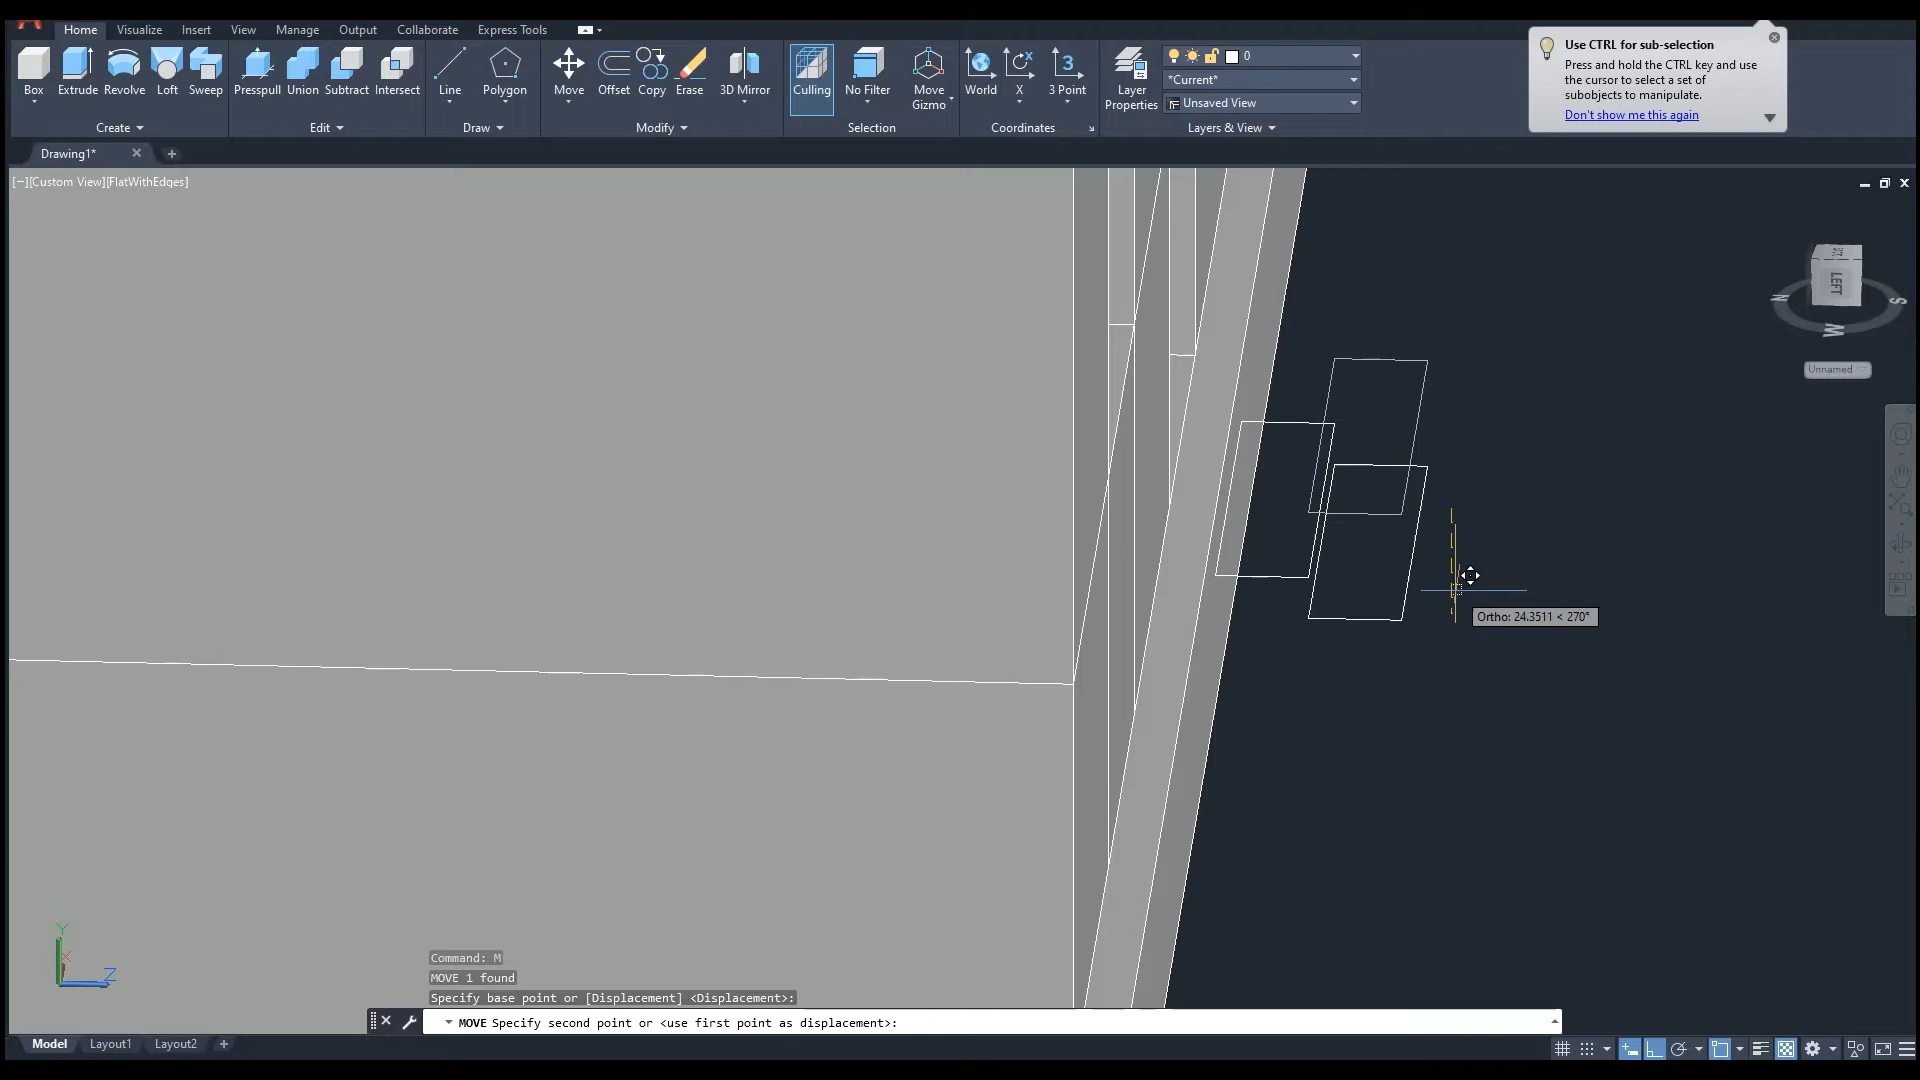 Home Visualize Insert View Manage Output Collaborate Express Tools
Box Extrude Revolve Loft Sweep
Create
Presspull Union Subtract Intersect
Edit
Line Polygon
Draw
Move Offset Copy Erase 3D Mirror
Modify
Culling No Filter Move Gizmo
Selection
World X 3 Point
Coordinates
Layer Properties
0
*Current*
Unsaved View
Layers & View
Use CTRL for sub-selection
Press and hold the CTRL key and use
the cursor to select a set of
subobjects to manipulate.
Don't show me this again
Drawing1*
[−][Custom View][FlatWithEdges]
LEFT
N
S
W
Unnamed
Ortho: 24.3511 < 270°
Y
X
Z
Command: M
MOVE 1 found
Specify base point or [Displacement] <Displacement>:
MOVE Specify second point or <use first point as displacement>:
Model Layout1 Layout2